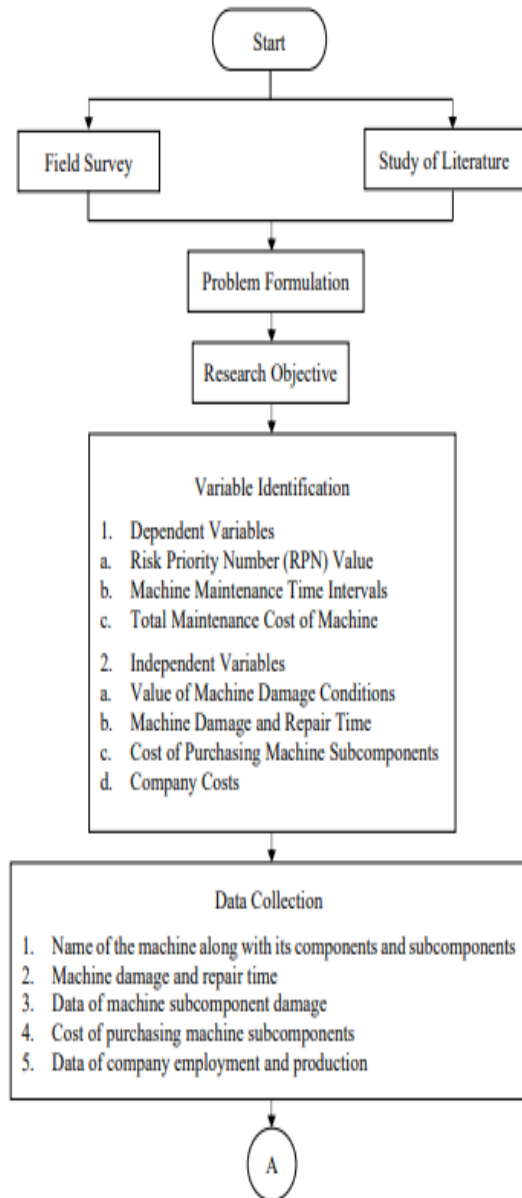 Start
Field Survey
Study of Literature
Problem Formulation
Research Objective
Variable Identification
1. Dependent Variables
a. Risk Priority Number (RPN) Value
b. Machine Maintenance Time Intervals
c. Total Maintenance Cost of Machine
2. Independent Variables
a. Value of Machine Damage Conditions
b. Machine Damage and Repair Time
c. Cost of Purchasing Machine Subcomponents
d. Company Costs
Data Collection
1. Name of the machine along with its components and subcomponents
2. Machine damage and repair time
3. Data of machine subcomponent damage
4. Cost of purchasing machine subcomponents
5. Data of company employment and production
A